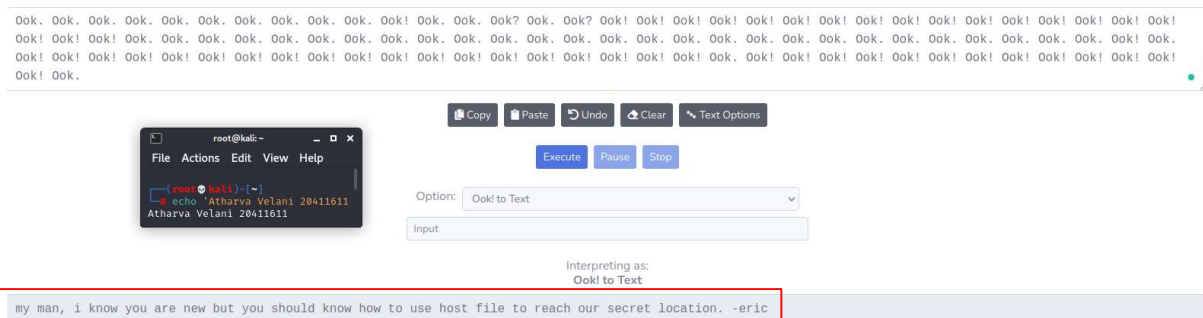 Ook. Ook. Ook. Ook. Ook. Ook. Ook. Ook. Ook. Ook! Ook. Ook. Ook? Ook. Ook? Ook! Ook! Ook! Ook! Ook! Ook! Ook! Ook! Ook! Ook! Ook! Ook! Ook! Ook!
Ook! Ook! Ook! Ook. Ook. Ook. Ook. Ook. Ook. Ook. Ook. Ook. Ook. Ook. Ook. Ook. Ook. Ook. Ook. Ook. Ook. Ook. Ook. Ook. Ook. Ook. Ook. Ook. Ook.
Ook! Ook! Ook! Ook! Ook! Ook! Ook! Ook! Ook! Ook! Ook! Ook! Ook! Ook! Ook! Ook! Ook! Ook. Ook! Ook! Ook! Ook! Ook! Ook! Ook! Ook! Ook! Ook! Ook!
Ook! Ook.
Copy Paste Undo Clear Text Options
root@kali: ~
File Actions Edit View Help
(root💀kali)-[~]
# echo 'Atharva Velani 20411611
Atharva Velani 20411611
Execute Pause Stop
Option: Ook! to Text
Input
Interpreting as:
Ook! to Text
my man, i know you are new but you should know how to use host file to reach our secret location. -eric